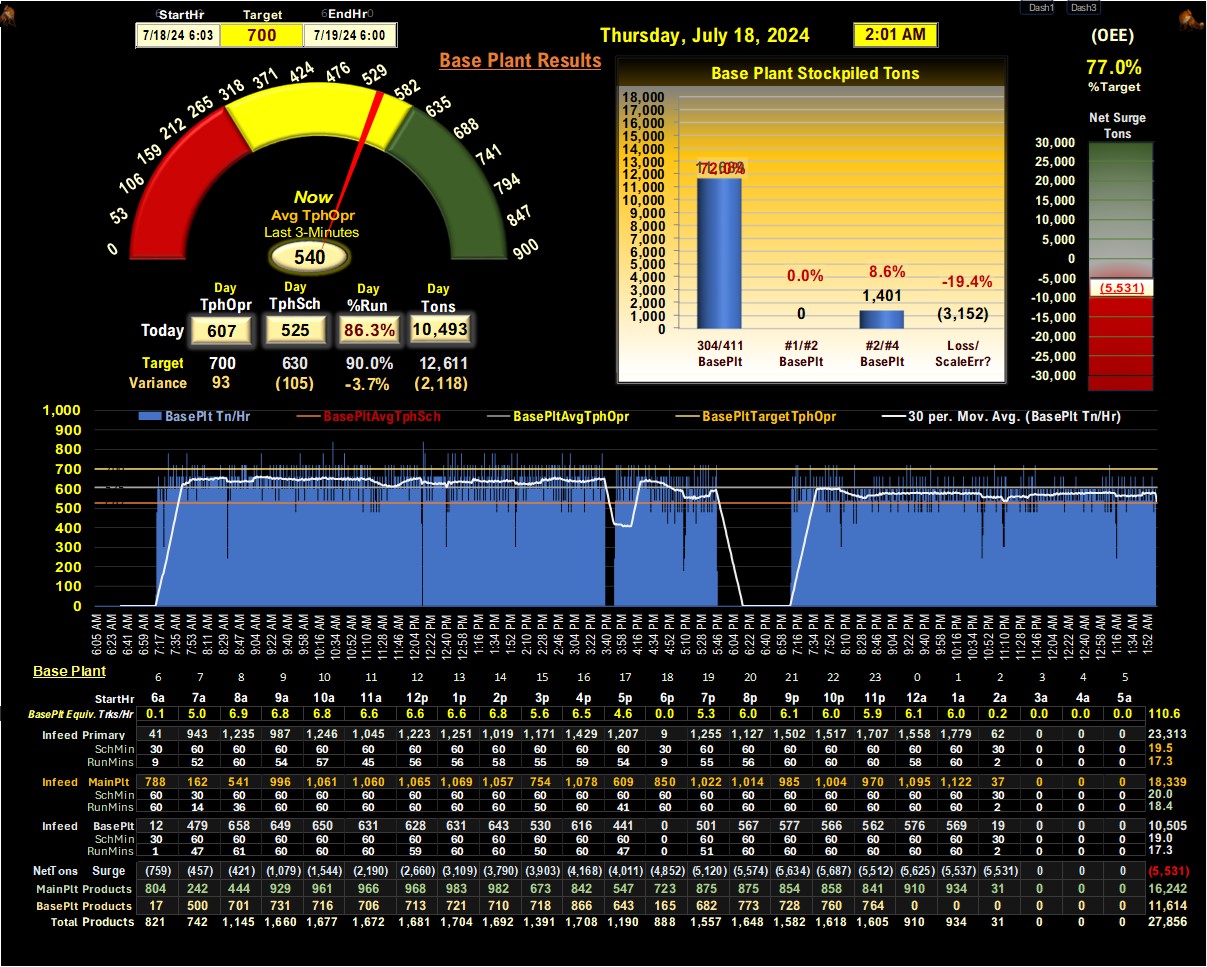 Dash1 Dash3
StartHr Target EndHr
7/18/24 6:03 700 7/19/24 6:00
Thursday, July 18, 2024 2:01 AM
(OEE)
77.0%
%Target
Base Plant Results
0 53 106 159 212 265 318 371 424 476 529 582 635 688 741 794 847 900
Now
Avg TphOpr
Last 3-Minutes
540
Day Day Day Day
TphOpr TphSch %Run Tons
Today 607 525 86.3% 10,493
Target 700 630 90.0% 12,611
Variance 93 (105) -3.7% (2,118)
Base Plant Stockpiled Tons
18,000
17,000
16,000
15,000
14,000
13,000
12,000
11,000
10,000
9,000
8,000
7,000
6,000
5,000
4,000
3,000
2,000
1,000
0
72.0%
0.0% 8.6% -19.4%
0 1,401 (3,152)
304/411 #1/#2 #2/#4 Loss/
BasePlt BasePlt BasePlt ScaleErr?
Net Surge
Tons
30,000
25,000
20,000
15,000
10,000
5,000
0
-5,000
(5,531)
-10,000
-15,000
-20,000
-25,000
-30,000
BasePlt Tn/Hr BasePltAvgTphSch BasePltAvgTphOpr BasePltTargetTphOpr 30 per. Mov. Avg. (BasePlt Tn/Hr)
1,000
900
800
700
600
500
400
300
200
100
0
6:05 AM 6:23 AM 6:41 AM 6:59 AM 7:17 AM 7:35 AM 7:53 AM 8:11 AM 8:29 AM 8:47 AM 9:04 AM 9:22 AM 9:40 AM 9:58 AM 10:16 AM 10:34 AM 10:52 AM 11:10 AM 11:28 AM 11:46 AM 12:04 PM 12:22 PM 12:40 PM 12:58 PM 1:16 PM 1:34 PM 1:52 PM 2:10 PM 2:28 PM 2:46 PM 3:04 PM 3:22 PM 3:40 PM 3:58 PM 4:16 PM 4:34 PM 4:52 PM 5:10 PM 5:28 PM 5:46 PM 6:04 PM 6:22 PM 6:40 PM 6:58 PM 7:16 PM 7:34 PM 7:52 PM 8:10 PM 8:28 PM 8:46 PM 9:04 PM 9:22 PM 9:40 PM 9:58 PM 10:16 PM 10:34 PM 10:52 PM 11:10 PM 11:28 PM 11:46 PM 12:04 AM 12:22 AM 12:40 AM 12:58 AM 1:16 AM 1:34 AM 1:52 AM
Base Plant
6 7 8 9 10 11 12 13 14 15 16 17 18 19 20 21 22 23 0 1 2 3 4 5
StartHr 6a 7a 8a 9a 10a 11a 12p 1p 2p 3p 4p 5p 6p 7p 8p 9p 10p 11p 12p 1a 2a 3a 4a 5a
BasePlt Equiv. Trks/Hr 0.1 5.0 6.9 6.8 6.8 6.6 6.6 6.6 6.8 5.6 6.5 4.6 0.0 5.3 6.0 6.1 6.0 5.9 6.1 6.0 0.2 0.0 0.0 0.0 110.6
Infeed Primary 41 943 1,235 987 1,246 1,045 1,223 1,251 1,019 1,171 1,429 1,207 9 1,255 1,127 1,502 1,517 1,707 1,558 1,779 62 0 0 0 23,313
SchMin 30 60 60 60 60 60 60 60 60 60 60 60 30 60 60 60 60 60 60 60 30 0 0 0 19.5
RunMins 9 52 60 54 57 45 56 56 58 55 59 54 9 55 56 60 60 60 58 60 2 0 0 0 17.3
Infeed MainPlt 788 162 541 996 1,061 1,060 1,065 1,069 1,057 754 1,078 609 850 1,022 1,014 985 1,004 970 1,095 1,122 37 0 0 0 18,339
SchMin 60 30 60 60 60 60 60 60 60 60 60 60 60 60 60 60 60 60 60 60 30 0 0 0 20.0
RunMins 60 14 36 60 60 60 60 60 60 50 60 41 60 60 60 60 60 60 60 60 2 0 0 0 18.4
Infeed BasePlt 12 479 658 649 650 631 628 631 643 530 616 441 0 501 567 577 566 562 576 569 19 0 0 0 10,505
SchMin 30 60 60 60 60 60 60 60 60 60 60 60 0 60 60 60 60 60 60 60 30 0 0 0 19.0
RunMins 1 47 61 60 60 60 59 60 60 50 60 47 0 51 60 60 60 60 60 60 2 0 0 0 17.3
NetTons Surge (759) (457) (421) (1,079) (1,544) (2,190) (2,660) (3,109) (3,790) (3,903) (4,168) (4,011) (4,852) (5,120) (5,574) (5,634) (5,687) (5,512) (5,625) (5,537) (5,531) 0 0 0 (5,531)
MainPlt Products 804 242 444 929 961 966 968 983 982 673 842 547 723 875 875 854 858 841 910 934 31 0 0 0 16,242
BasePlt Products 17 500 701 731 716 706 713 721 710 718 866 643 165 682 773 728 760 764 0 0 0 0 0 0 11,614
Total Products 821 742 1,145 1,660 1,677 1,672 1,681 1,704 1,692 1,391 1,708 1,190 888 1,557 1,648 1,582 1,618 1,605 910 934 31 0 0 0 27,856